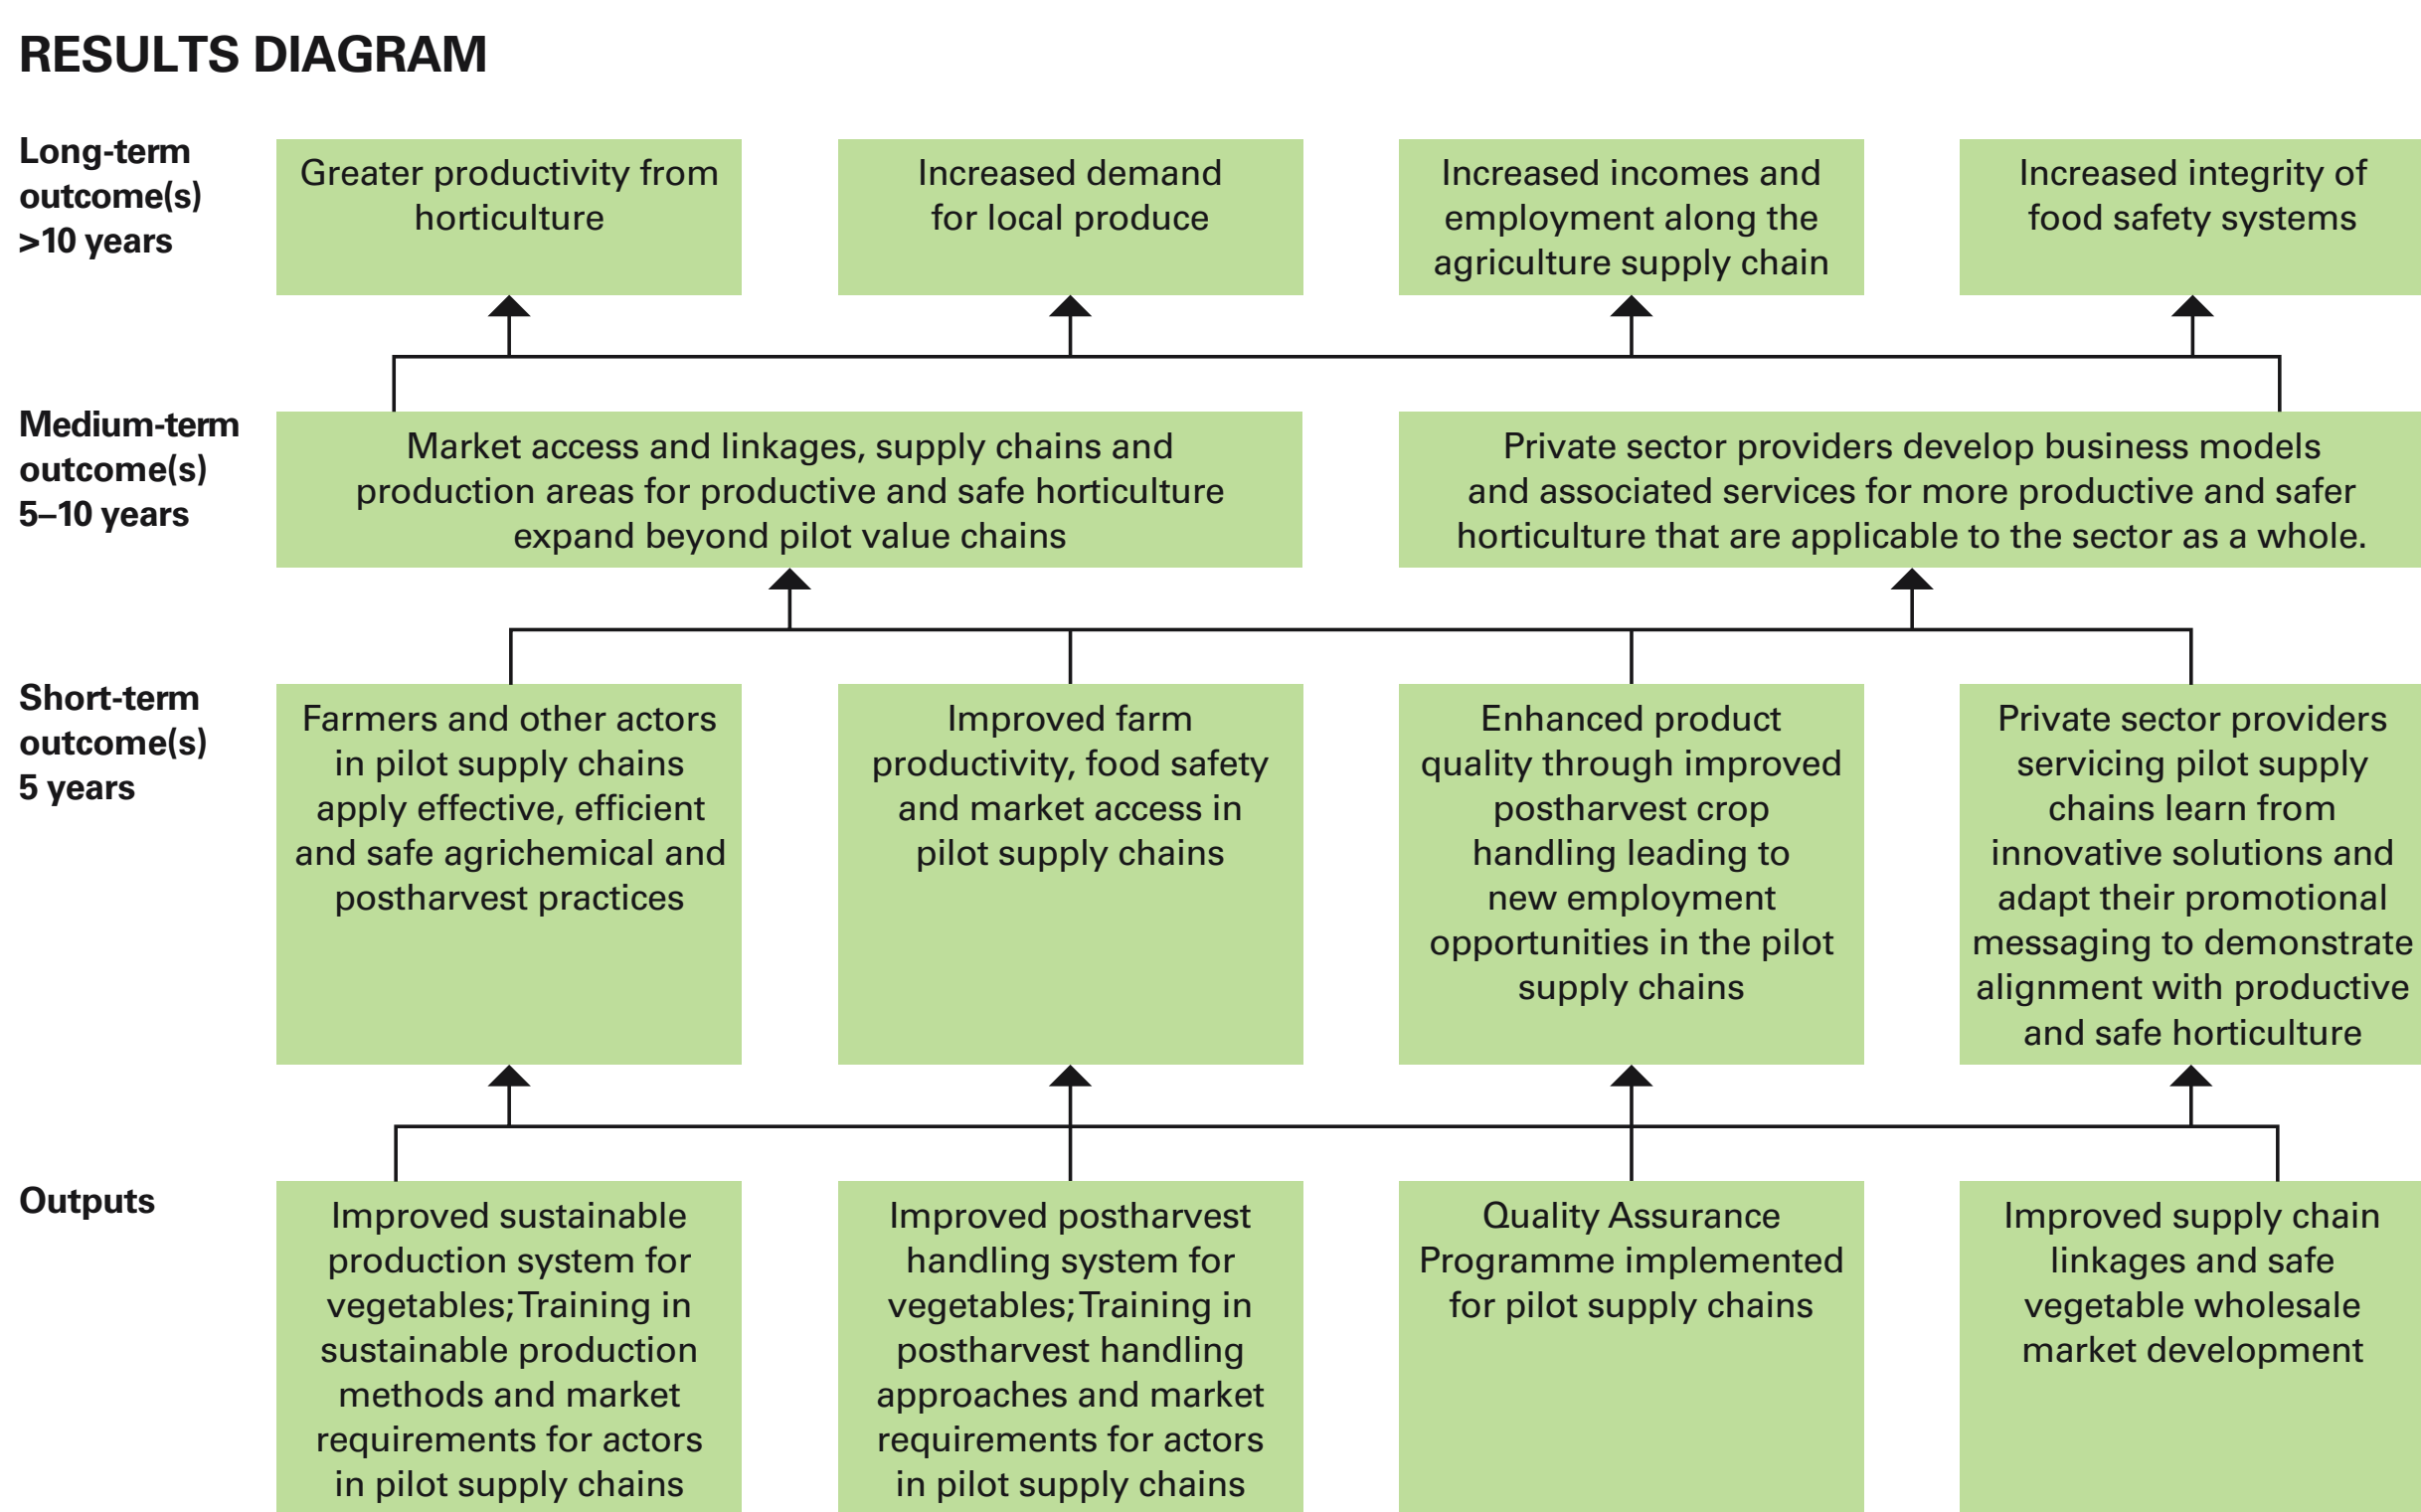 RESULTS DIAGRAM
Long-term
outcome(s)
>10 years
Greater productivity from
horticulture
Increased demand
for local produce
Increased incomes and
employment along the
agriculture supply chain
Increased integrity of
food safety systems
Medium-term
outcome(s)
5–10 years
Market access and linkages, supply chains and
production areas for productive and safe horticulture
expand beyond pilot value chains
Private sector providers develop business models
and associated services for more productive and safer
horticulture that are applicable to the sector as a whole.
Short-term
outcome(s)
5 years
Farmers and other actors
in pilot supply chains
apply effective, efficient
and safe agrichemical and
postharvest practices
Improved farm
productivity, food safety
and market access in
pilot supply chains
Enhanced product
quality through improved
postharvest crop
handling leading to
new employment
opportunities in the pilot
supply chains
Private sector providers
servicing pilot supply
chains learn from
innovative solutions and
adapt their promotional
messaging to demonstrate
alignment with productive
and safe horticulture
Outputs
Improved sustainable
production system for
vegetables; Training in
sustainable production
methods and market
requirements for actors
in pilot supply chains
Improved postharvest
handling system for
vegetables; Training in
postharvest handling
approaches and market
requirements for actors
in pilot supply chains
Quality Assurance
Programme implemented
for pilot supply chains
Improved supply chain
linkages and safe
vegetable wholesale
market development